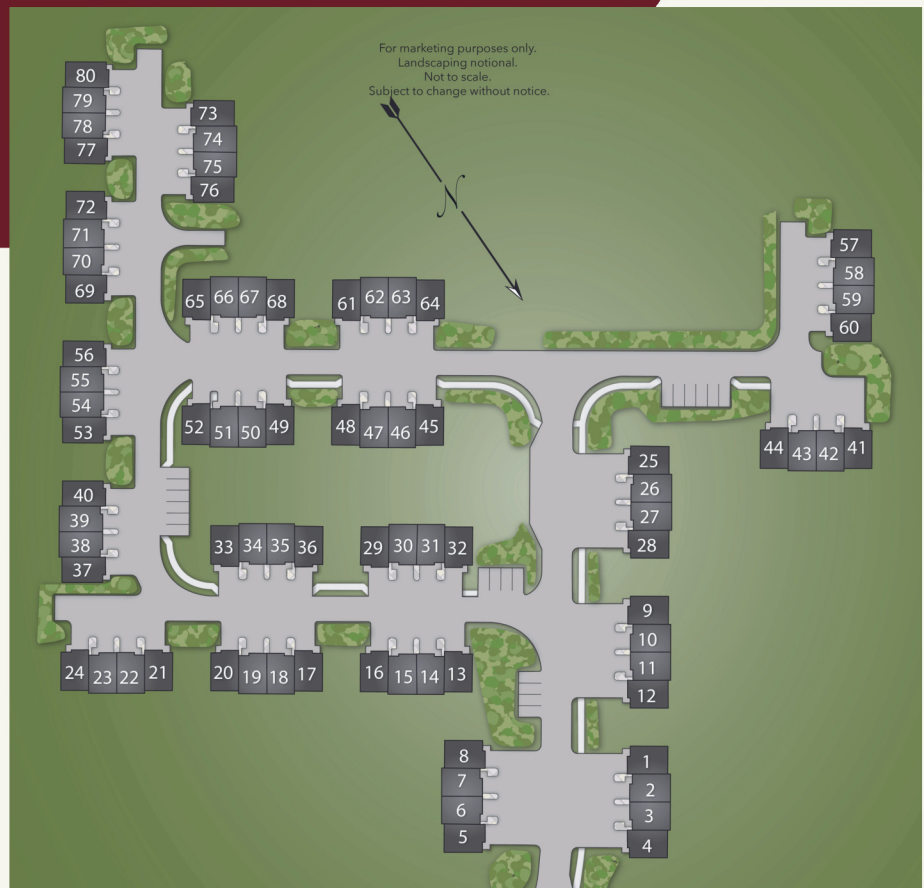 For marketing purposes only.
Landscaping notional.
Not to scale.
Subject to change without notice.
N
80
79
78
77
73
74
75
76
72
71
70
69
65 66 67 68
61 62 63 64
57
58
59
60
56
55
54
53
52 51 50 49
48 47 46 45
44 43 42 41
25
26
27
28
40
39
38
37
33 34 35 36
29 30 31 32
9
10
11
12
24 23 22 21
20 19 18 17
16 15 14 13
8
7
6
5
1
2
3
4